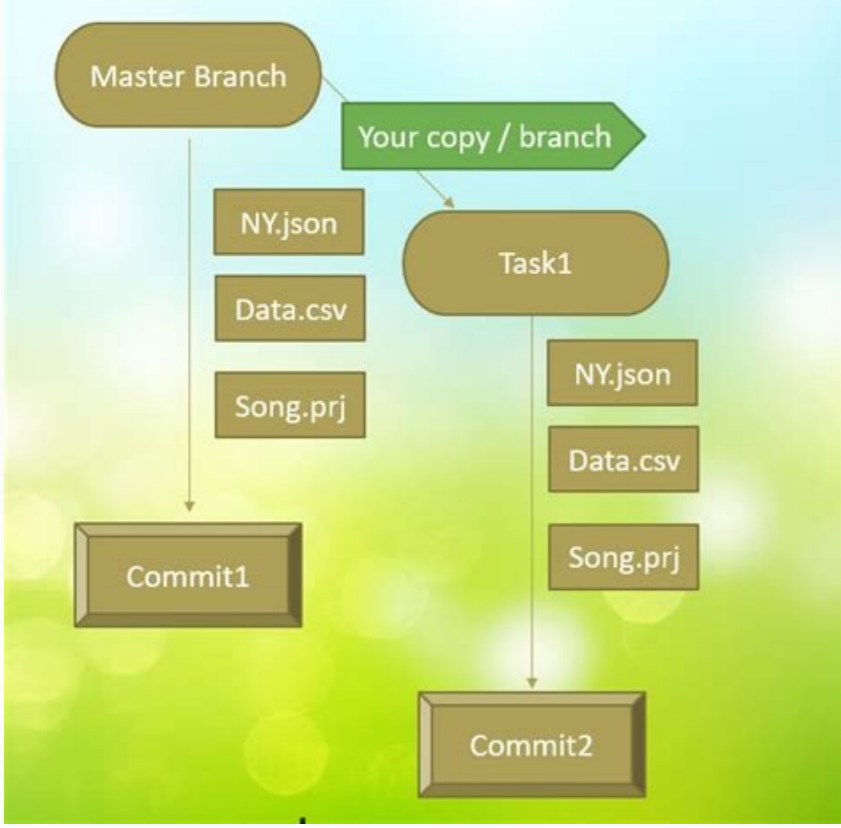 Master Branch
Your copy / branch
NY.json
Data.csv
Song.prj
Task1
NY.json
Data.csv
Song.prj
Commit1
Commit2